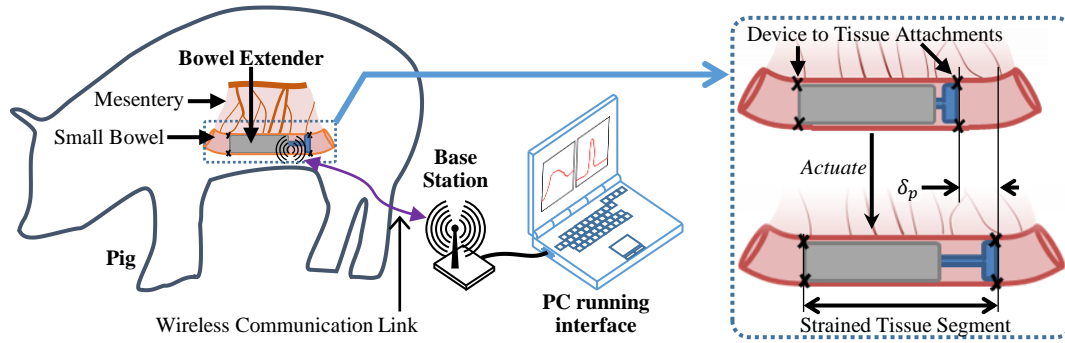 Bowel Extender
Mesentery
Small Bowel
Pig
Base
Station
Wireless Communication Link
PC running
interface
Device to Tissue Attachments
Actuate
δp
Strained Tissue Segment